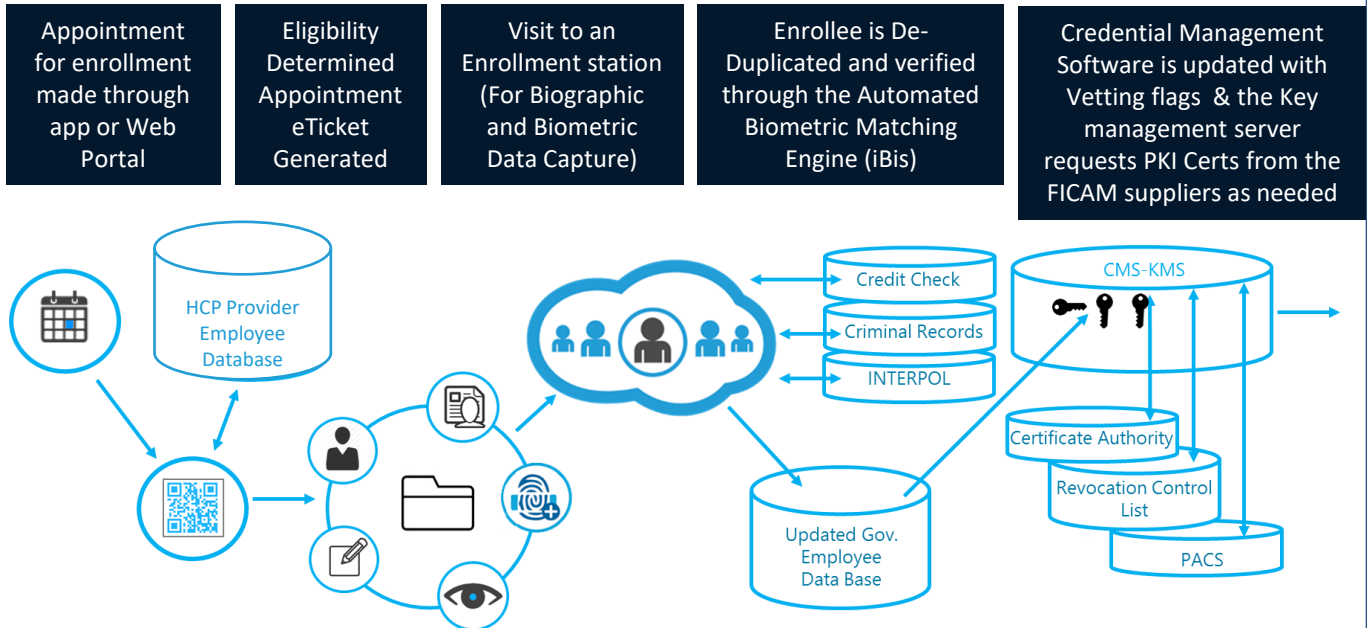 Appointment
for enrollment
made through
app or Web
Portal
Eligibility
Determined
Appointment
eTicket
Generated
Visit to an
Enrollment station
(For Biographic
and Biometric
Data Capture)
Enrollee is De-
Duplicated and verified
through the Automated
Biometric Matching
Engine (iBis)
Credential Management
Software is updated with
Vetting flags & the Key
management server
requests PKI Certs from the
FICAM suppliers as needed
HCP Provider
Employee
Database
Credit Check
Criminal Records
INTERPOL
CMS-KMS
Certificate Authority
Revocation Control
List
PACS
Updated Gov.
Employee
Data Base